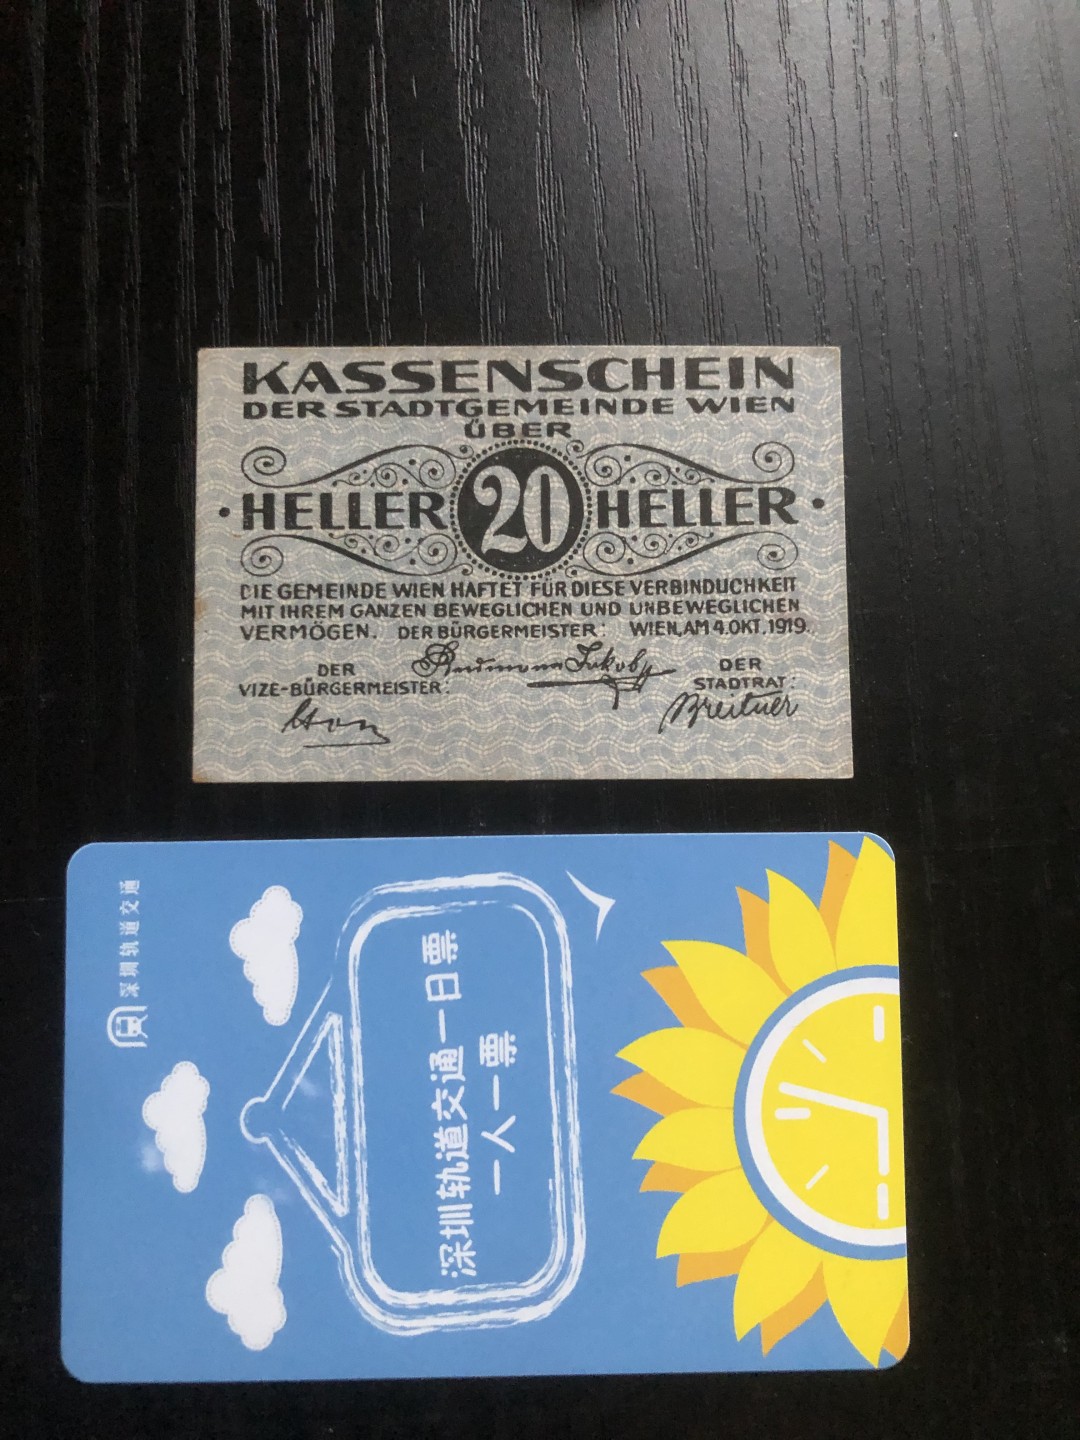 KASSENSCHEIN
DER STADTGEMEINDE WIEN
ÜBER
· HELLER 20 HELLER ·
DIE GEMEINDE WIEN HAFTET FÜR DIESE VERBINDLICHKEIT
MIT IHREM GANZEN BEWEGLICHEN UND UNBEWEGLICHEN
VERMÖGEN. DER BÜRGERMEISTER: WIEN, AM 4. OKT. 1919.
DER
VIZE-BÜRGERMEISTER:
DER
STADTRAT:
Breitner
深圳轨道交通
深圳轨道交通一日票
一人一票